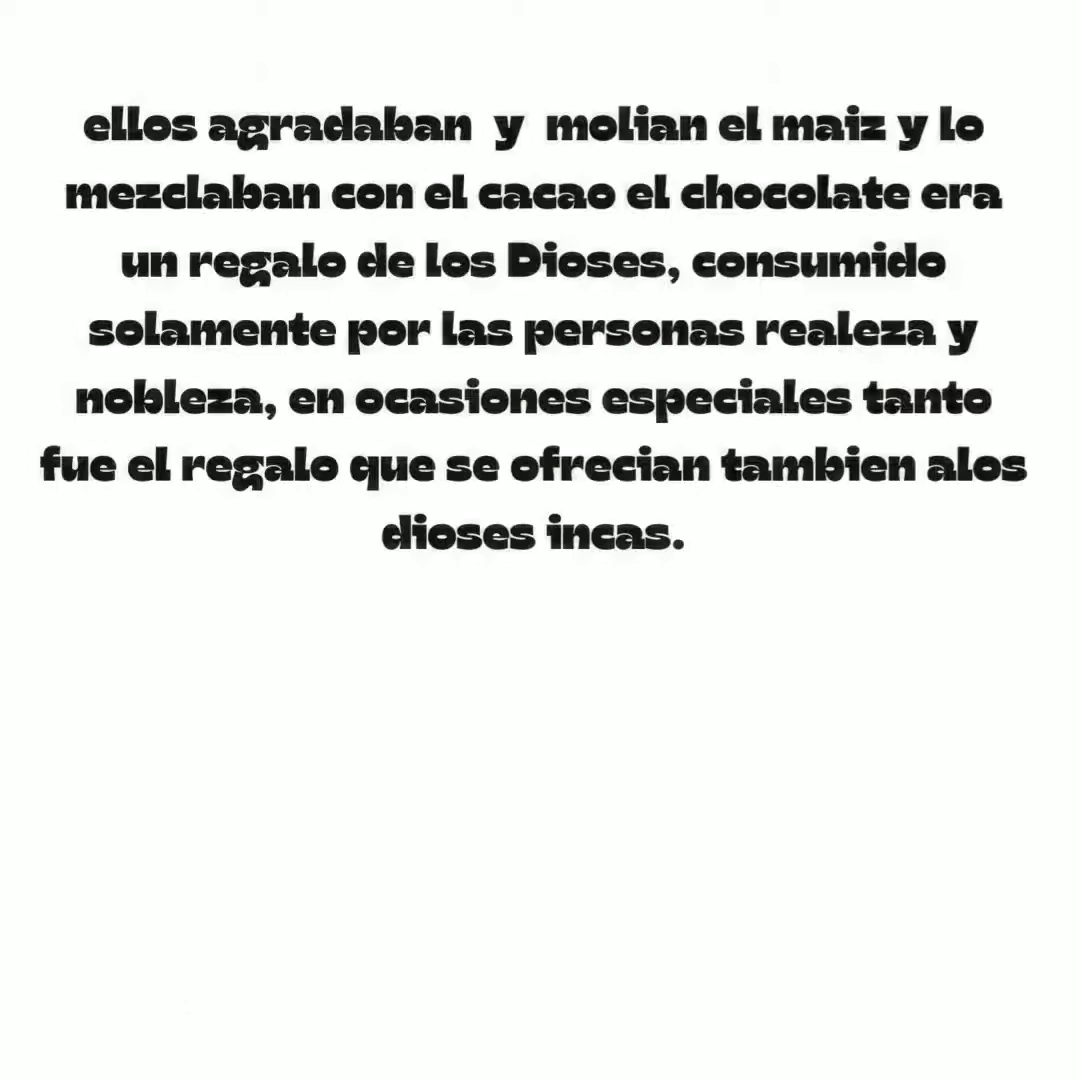 ellos agradaban y molian el maiz y lo
mezclaban con el cacao el chocolate era
un regalo de los Dioses, consumido
solamente por las personas realeza y
nobleza, en ocasiones especiales tanto
fue el regalo que se ofrecian tambien alos
dioses incas.